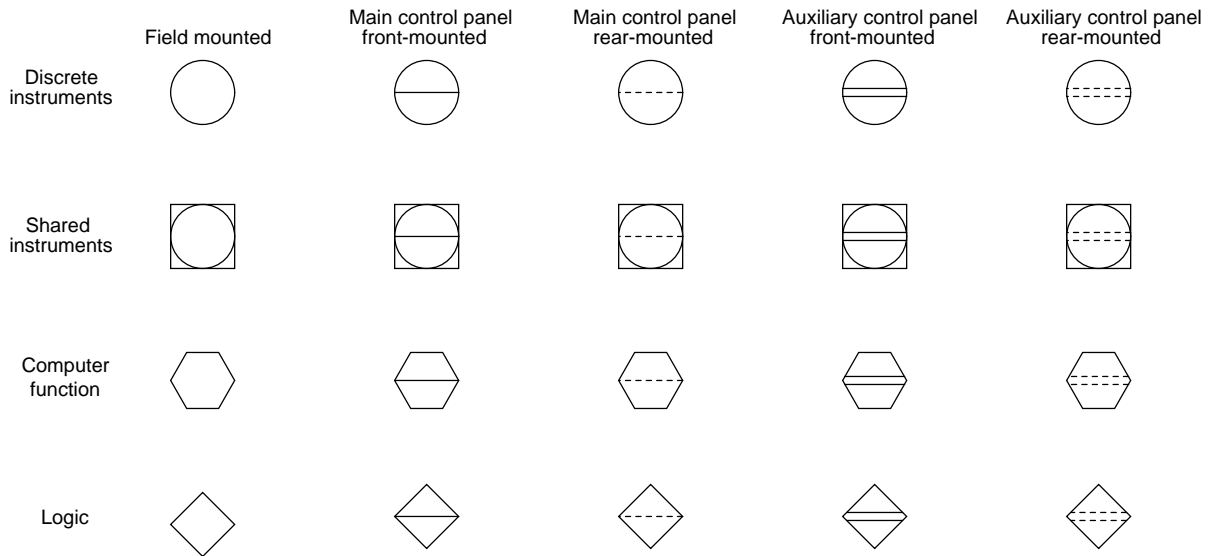 Field mounted
Main control panel
front-mounted
Main control panel
rear-mounted
Auxiliary control panel
front-mounted
Auxiliary control panel
rear-mounted
Discrete
instruments
Shared
instruments
Computer
function
Logic